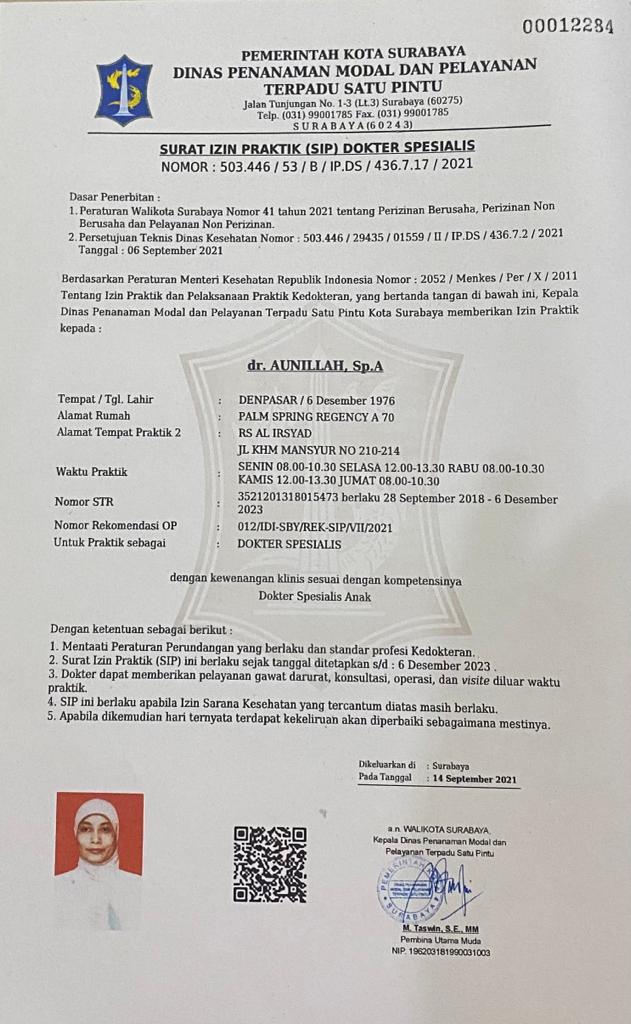 00012284
PEMERINTAH KOTA SURABAYA
DINAS PENANAMAN MODAL DAN PELAYANAN
TERPADU SATU PINTU
Jalan Tunjungan No. 1-3 (Lt.3) Surabaya (60275)
Telp. (031) 99001785 Fax. (031) 99001785
S U R A B A Y A (6 0 2 4 3)
SURAT IZIN PRAKTIK (SIP) DOKTER SPESIALIS
NOMOR : 503.446 / 53 / B / IP.DS / 436.7.17 / 2021
Dasar Penerbitan :
1. Peraturan Walikota Surabaya Nomor 41 tahun 2021 tentang Perizinan Berusaha, Perizinan Non
Berusaha dan Pelayanan Non Perizinan.
2. Persetujuan Teknis Dinas Kesehatan Nomor : 503.446 / 29435 / 01559 / II / IP.DS / 436.7.2 / 2021
Tanggal : 06 September 2021
Berdasarkan Peraturan Menteri Kesehatan Republik Indonesia Nomor : 2052 / Menkes / Per / X / 2011
Tentang Izin Praktik dan Pelaksanaan Praktik Kedokteran, yang bertanda tangan di bawah ini, Kepala
Dinas Penanaman Modal dan Pelayanan Terpadu Satu Pintu Kota Surabaya memberikan Izin Praktik
kepada :
dr. AUNILLAH, Sp.A
Tempat / Tgl. Lahir : DENPASAR / 6 Desember 1976
Alamat Rumah : PALM SPRING REGENCY A 70
Alamat Tempat Praktik 2 : RS AL IRSYAD
JL KHM MANSYUR NO 210-214
Waktu Praktik : SENIN 08.00-10.30 SELASA 12.00-13.30 RABU 08.00-10.30
KAMIS 12.00-13.30 JUMAT 08.00-10.30
Nomor STR : 3521201318015473 berlaku 28 September 2018 - 6 Desember
2023
Nomor Rekomendasi OP : 012/IDI-SBY/REK-SIP/VII/2021
Untuk Praktik sebagai : DOKTER SPESIALIS
dengan kewenangan klinis sesuai dengan kompetensinya
Dokter Spesialis Anak
Dengan ketentuan sebagai berikut :
1. Mentaati Peraturan Perundangan yang berlaku dan standar profesi Kedokteran.
2. Surat Izin Praktik (SIP) ini berlaku sejak tanggal ditetapkan s/d : 6 Desember 2023 .
3. Dokter dapat memberikan pelayanan gawat darurat, konsultasi, operasi, dan visite diluar waktu
praktik.
4. SIP ini berlaku apabila Izin Sarana Kesehatan yang tercantum diatas masih berlaku.
5. Apabila dikemudian hari ternyata terdapat kekeliruan akan diperbaiki sebagaimana mestinya.
Dikeluarkan di : Surabaya
Pada Tanggal : 14 September 2021
a.n. WALIKOTA SURABAYA,
Kepala Dinas Penanaman Modal dan
Pelayanan Terpadu Satu Pintu
PEMERINTAH
SURABAYA
M. Taswin, S.E., MM
Pembina Utama Muda
NIP. 196203181990031003